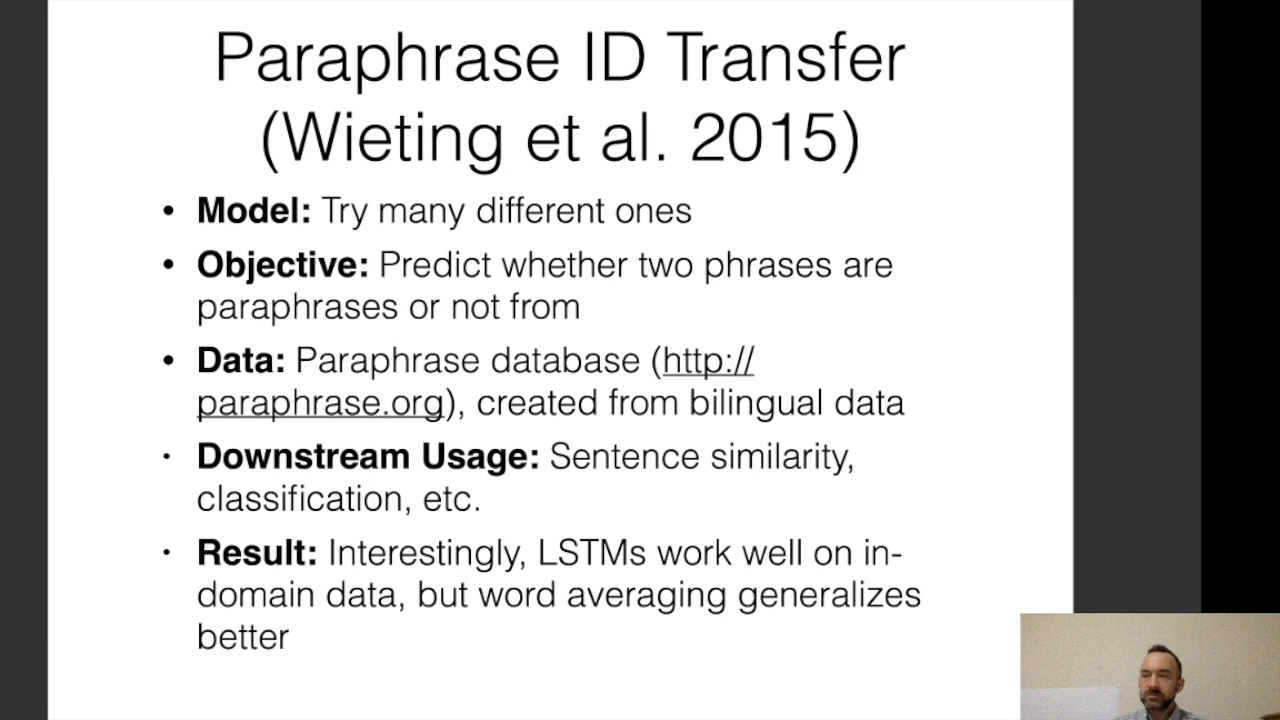 Paraphrase ID Transfer
(Wieting et al. 2015)
• Model: Try many different ones
• Objective: Predict whether two phrases are
paraphrases or not from
• Data: Paraphrase database (http://
paraphrase.org), created from bilingual data
• Downstream Usage: Sentence similarity,
classification, etc.
• Result: Interestingly, LSTMs work well on in-
domain data, but word averaging generalizes
better